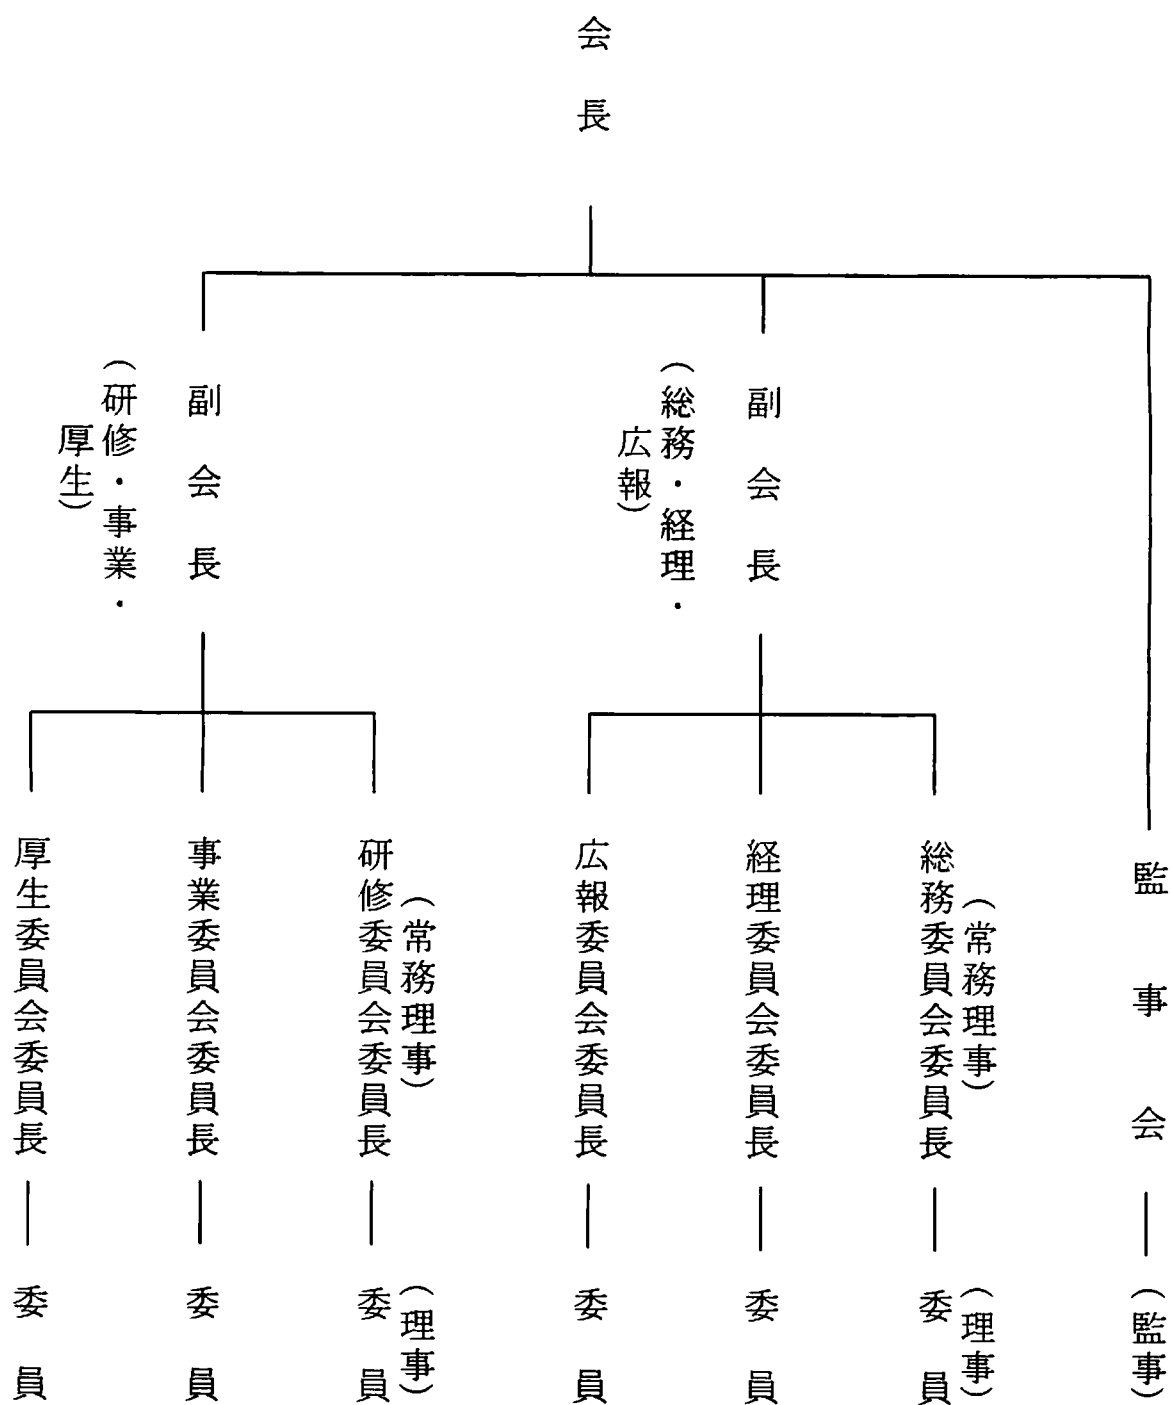 会長
監事会
(監事)
副会長
(総務・経理・
広報)
(常務理事)
総務委員会委員長
(理事)
委員
経理委員会委員長
委員
広報委員会委員長
委員
副会長
(研修・事業・
厚生)
(常務理事)
研修委員会委員長
(理事)
委員
事業委員会委員長
委員
厚生委員会委員長
委員